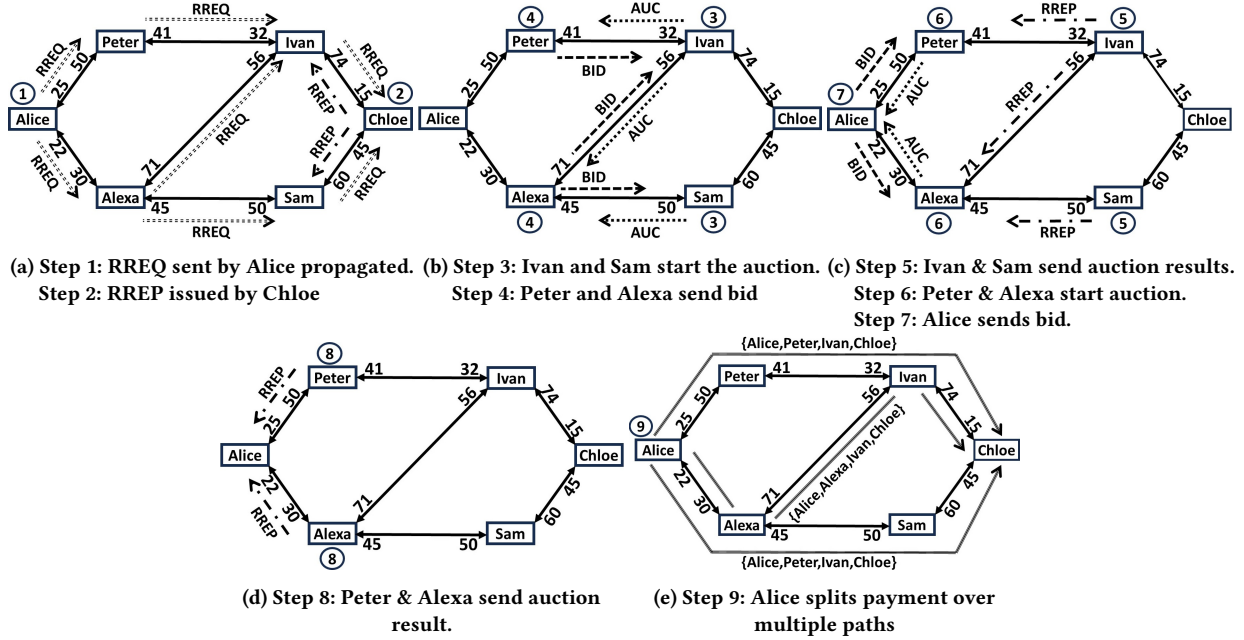 RREQ
41
32
Peter
Ivan
RREQ
50
25
56
74
RREQ
15
1
2
Alice
RREQ
RREP
RREP
Chloe
22
30
RREQ
71
45
60
RREQ
Alexa
Sam
45
50
RREQ
4
AUC
3
Peter
41
32
Ivan
BID
50
25
56
74
15
BID
AUC
Alice
Chloe
22
30
71
BID
45
60
Alexa
Sam
45
50
4
AUC
3
6
RREP
5
Peter
41
32
Ivan
BID
50
25
AUC
56
74
15
RREP
7
Alice
Chloe
BID
22
30
AUC
71
45
60
Alexa
Sam
45
50
6
RREP
5
(a) Step 1: RREQ sent by Alice propagated.
Step 2: RREP issued by Chloe
(b) Step 3: Ivan and Sam start the auction.
Step 4: Peter and Alexa send bid
(c) Step 5: Ivan & Sam send auction results.
Step 6: Peter & Alexa start auction.
Step 7: Alice sends bid.
8
Peter
41
32
Ivan
RREP
50
25
56
74
15
Alice
Chloe
22
30
RREP
71
45
60
Alexa
Sam
45
50
8
{Alice,Peter,Ivan,Chloe}
Peter
41
32
Ivan
50
25
56
74
15
9
Alice
Chloe
22
30
71
{Alice,Alexa,Ivan,Chloe}
45
60
Alexa
Sam
45
50
{Alice,Peter,Ivan,Chloe}
(d) Step 8: Peter & Alexa send auction
result.
(e) Step 9: Alice splits payment over
multiple paths